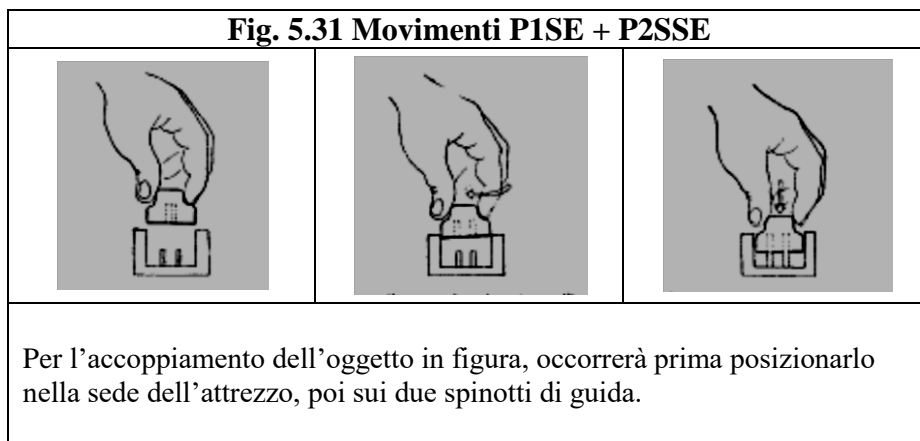 Fig. 5.31 Movimenti P1SE + P2SSE
Per l’accoppiamento dell’oggetto in figura, occorrerà prima posizionarlo
nella sede dell’attrezzo, poi sui due spinotti di guida.